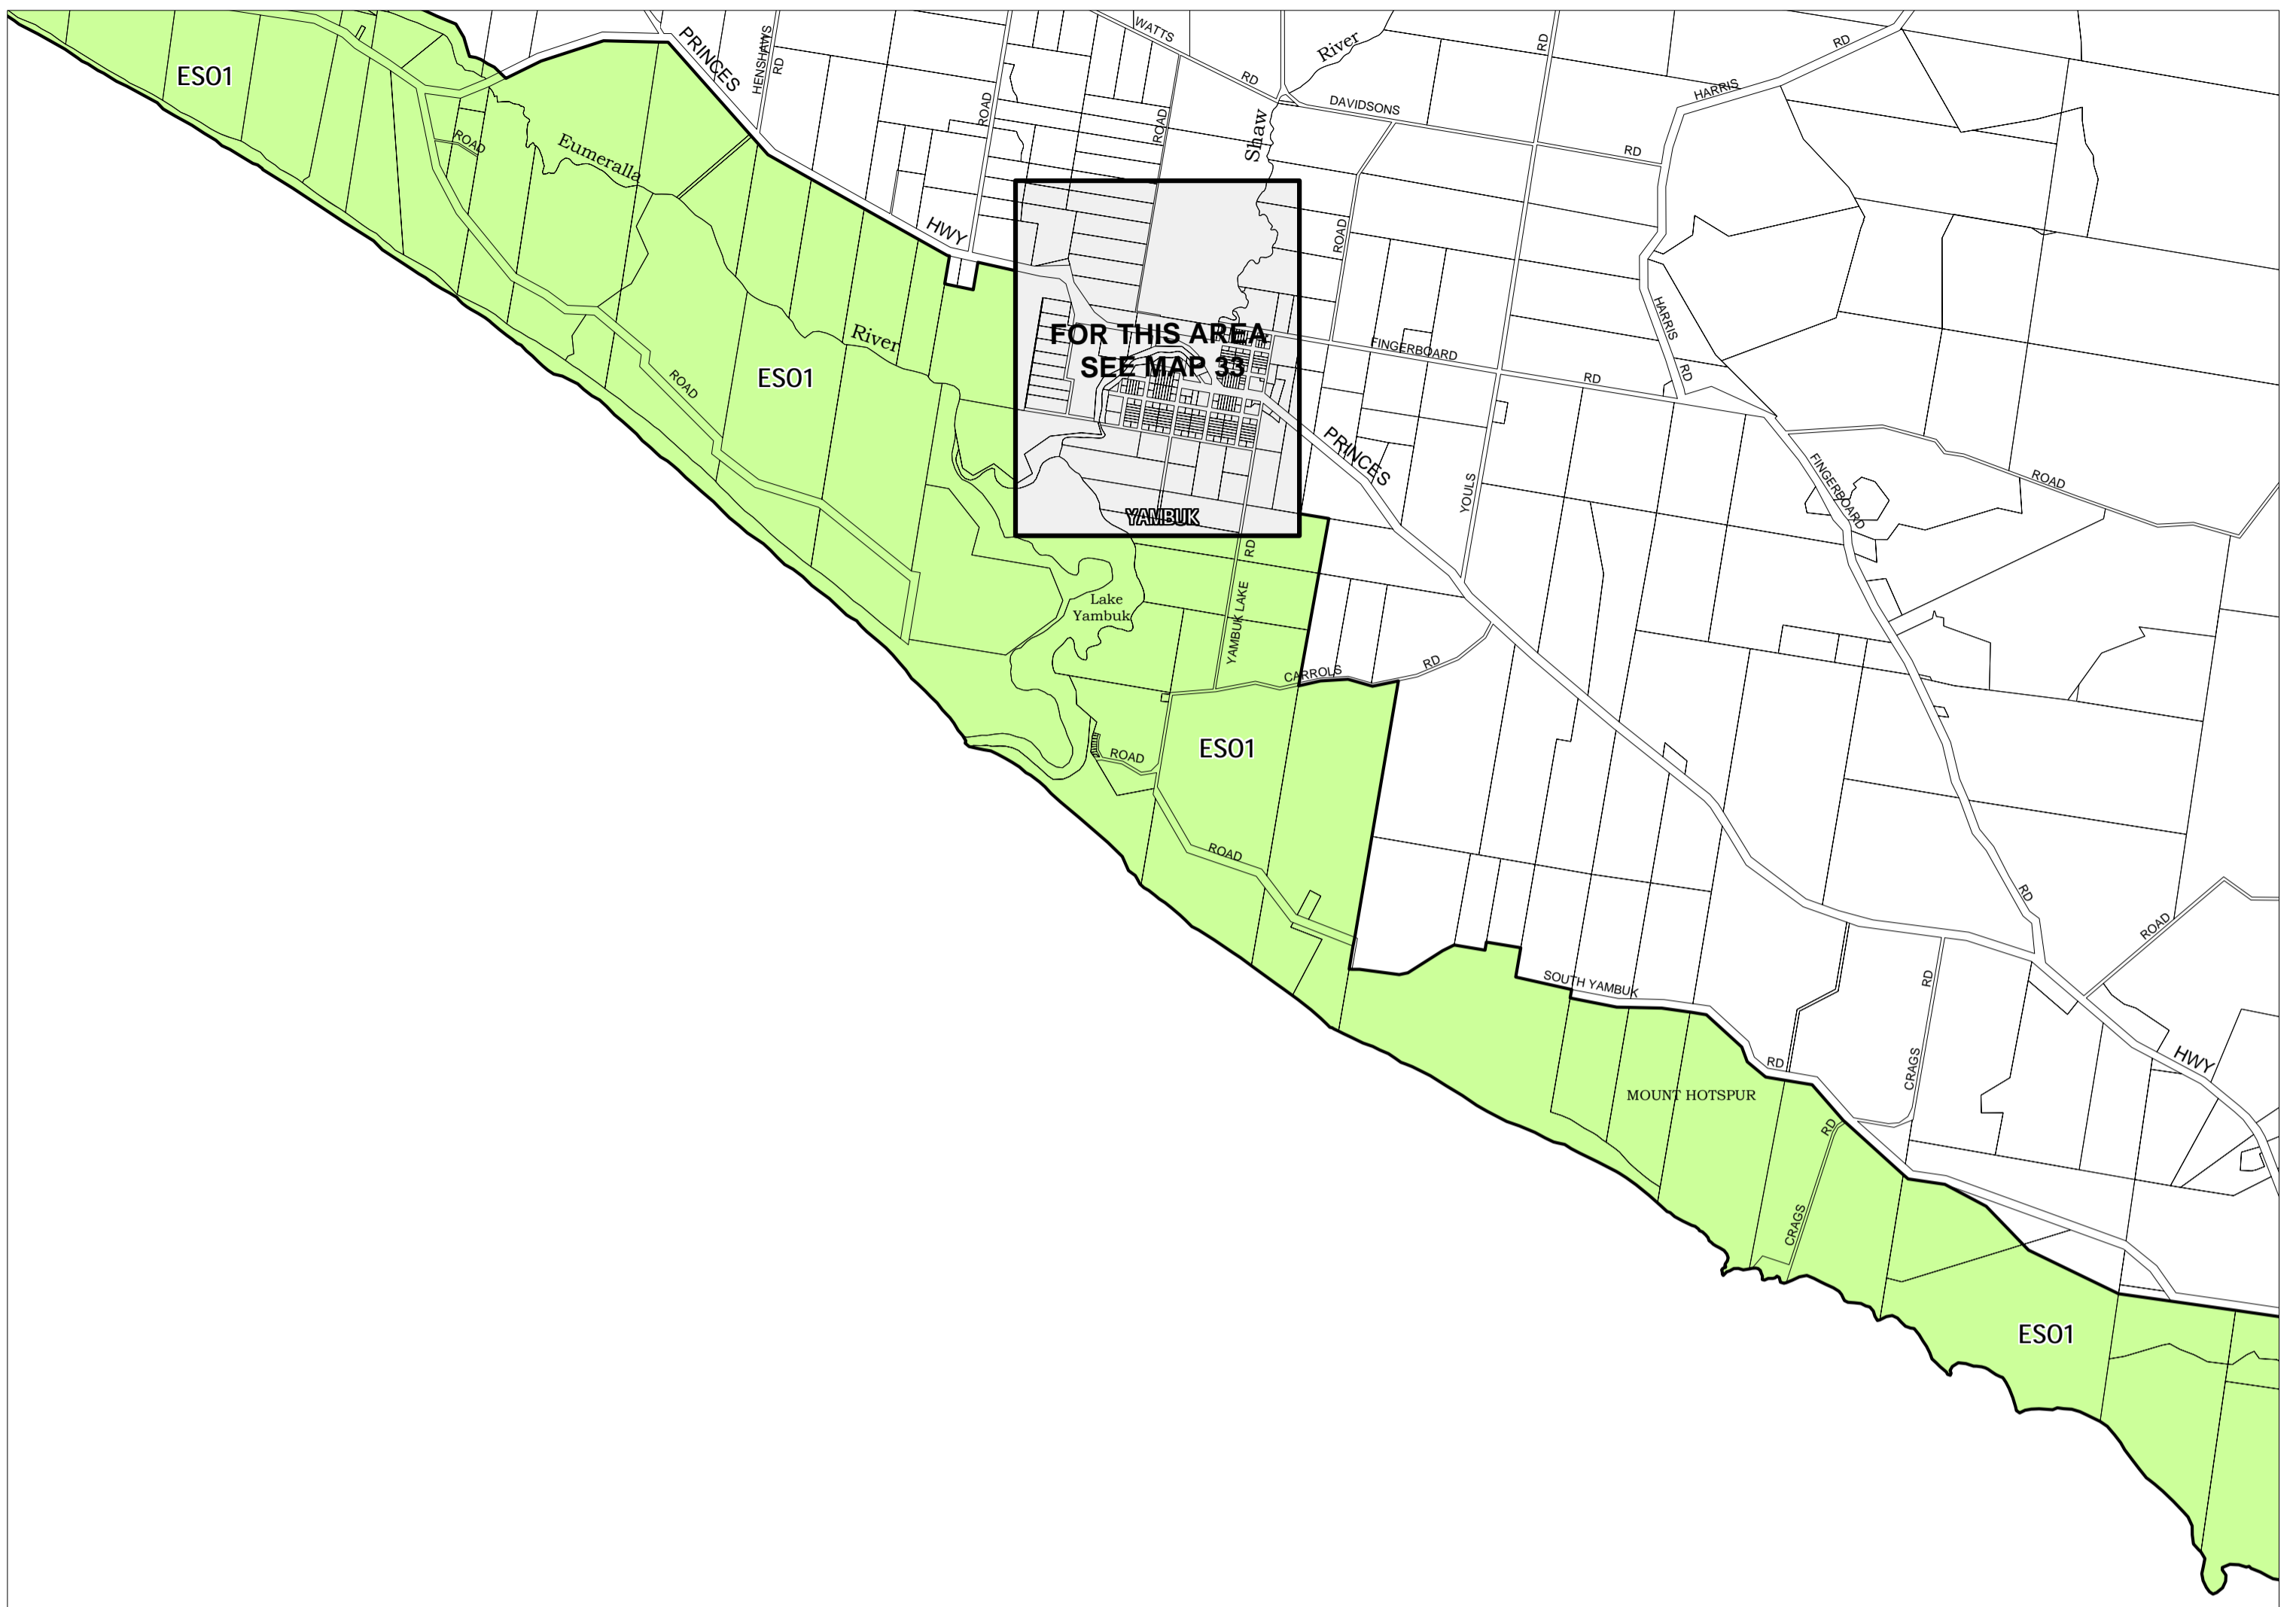 ESO1
PRINCES
HENSHAWS
RD
WATTS
RD
River
Shaw
RD
DAVIDSONS
RD
HARRIS
RD
ROAD
ROAD
ROAD
Eumeralla
HWY
ROAD
HARRIS
RD
River
FOR THIS AREA
SEE MAP 33
FINGERBOARD
RD
ESO1
ROAD
PRINCES
YOULS
FINGERBOARD
ROAD
YAMBUK
RD
YAMBUK LAKE
Lake
Yambuk
CARROLS
RD
ESO1
ROAD
ROAD
RD
ROAD
SOUTH YAMBUK
RD
RD
CRAGS
HWY
MOUNT HOTSPUR
RD
CRAGS
ESO1